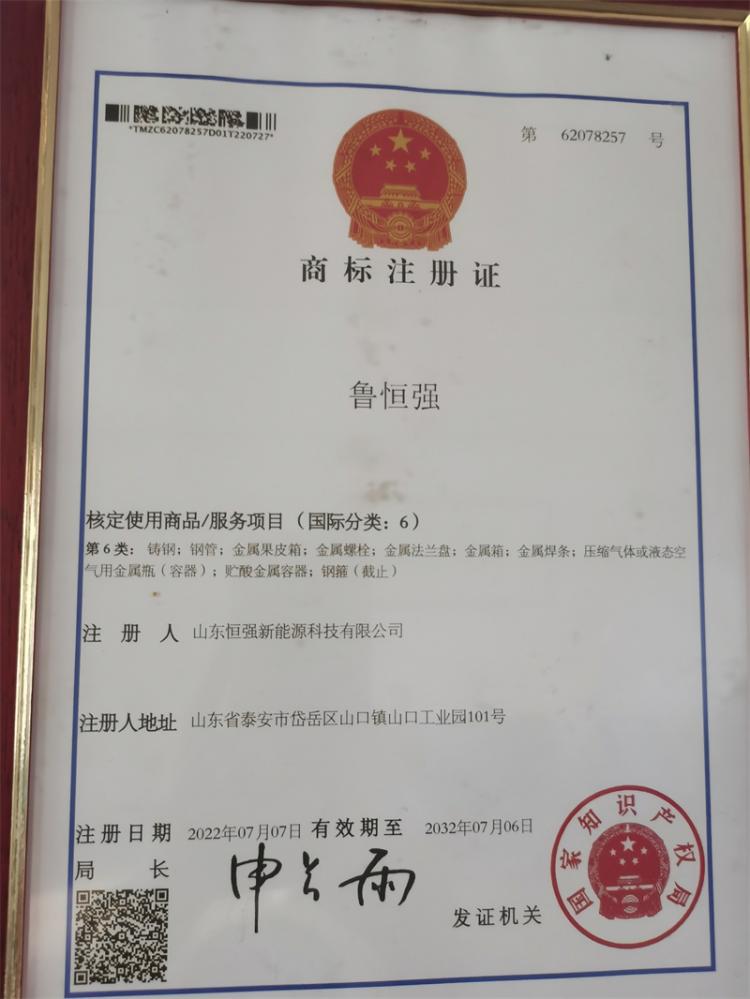 *TMZC62078257D01T220727*
第 62078257 号
商标注册证
鲁恒强
核定使用商品/服务项目（国际分类：6）
第6类：铸钢；钢管；金属果皮箱；金属螺栓；金属法兰盘；金属箱；金属焊条；压缩气体或液态空
气用金属瓶（容器）；贮酸金属容器；钢箍（截止）
注册人 山东恒强新能源科技有限公司
注册人地址 山东省泰安市岱岳区山口镇山口工业园101号
注册日期 2022年07月07日 有效期至 2032年07月06日
局长 申长雨
发证机关
国家知识产权局